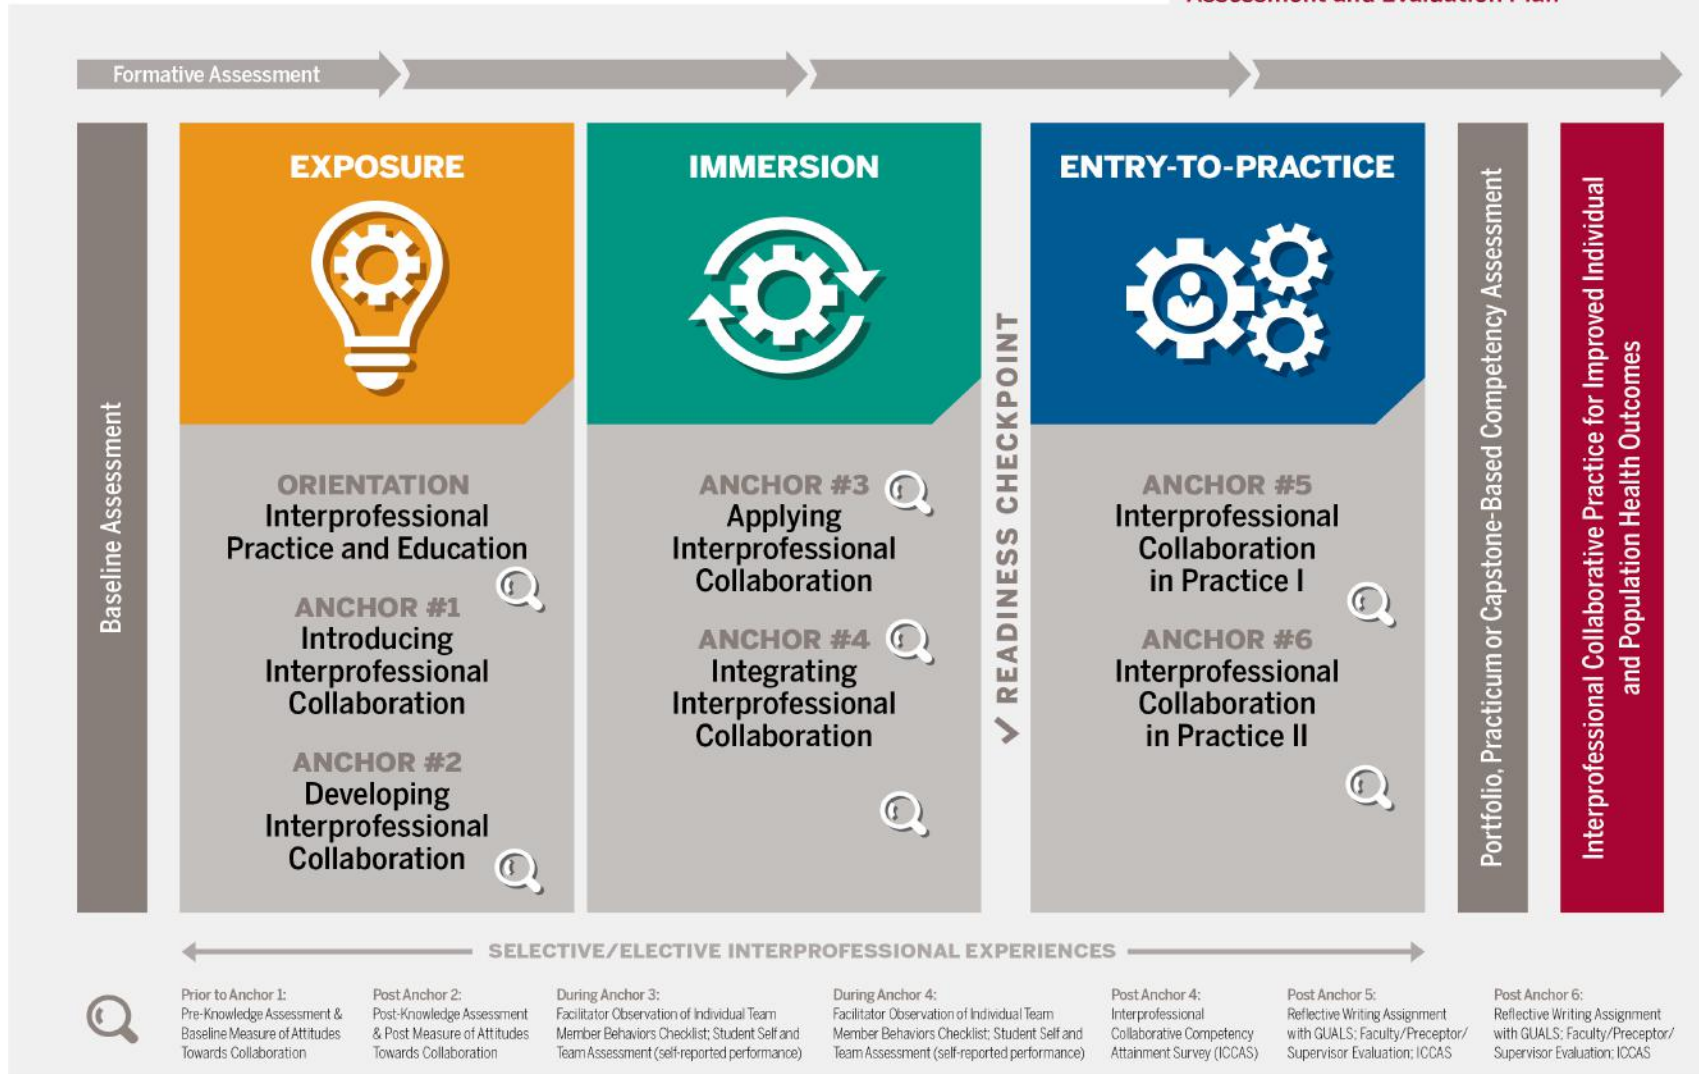 Assessment and Evaluation Plan
Formative Assessment
Baseline Assessment
EXPOSURE
ORIENTATION
Interprofessional
Practice and Education
ANCHOR #1
Introducing
Interprofessional
Collaboration
ANCHOR #2
Developing
Interprofessional
Collaboration
IMMERSION
ANCHOR #3
Applying
Interprofessional
Collaboration
ANCHOR #4
Integrating
Interprofessional
Collaboration
READINESS CHECKPOINT
ENTRY-TO-PRACTICE
ANCHOR #5
Interprofessional
Collaboration
in Practice I
ANCHOR #6
Interprofessional
Collaboration
in Practice II
Portfolio, Practicum or Capstone-Based Competency Assessment
Interprofessional Collaborative Practice for Improved Individual
and Population Health Outcomes
SELECTIVE/ELECTIVE INTERPROFESSIONAL EXPERIENCES
Prior to Anchor 1:
Pre-Knowledge Assessment &
Baseline Measure of Attitudes
Towards Collaboration
Post Anchor 2:
Post-Knowledge Assessment
& Post Measure of Attitudes
Towards Collaboration
During Anchor 3:
Facilitator Observation of Individual Team
Member Behaviors Checklist; Student Self and
Team Assessment (self-reported performance)
During Anchor 4:
Facilitator Observation of Individual Team
Member Behaviors Checklist; Student Self and
Team Assessment (self-reported performance)
Post Anchor 4:
Interprofessional
Collaborative Competency
Attainment Survey (ICCAS)
Post Anchor 5:
Reflective Writing Assignment
with GUALS; Faculty/Preceptor/
Supervisor Evaluation; ICCAS
Post Anchor 6:
Reflective Writing Assignment
with GUALS; Faculty/Preceptor/
Supervisor Evaluation; ICCAS